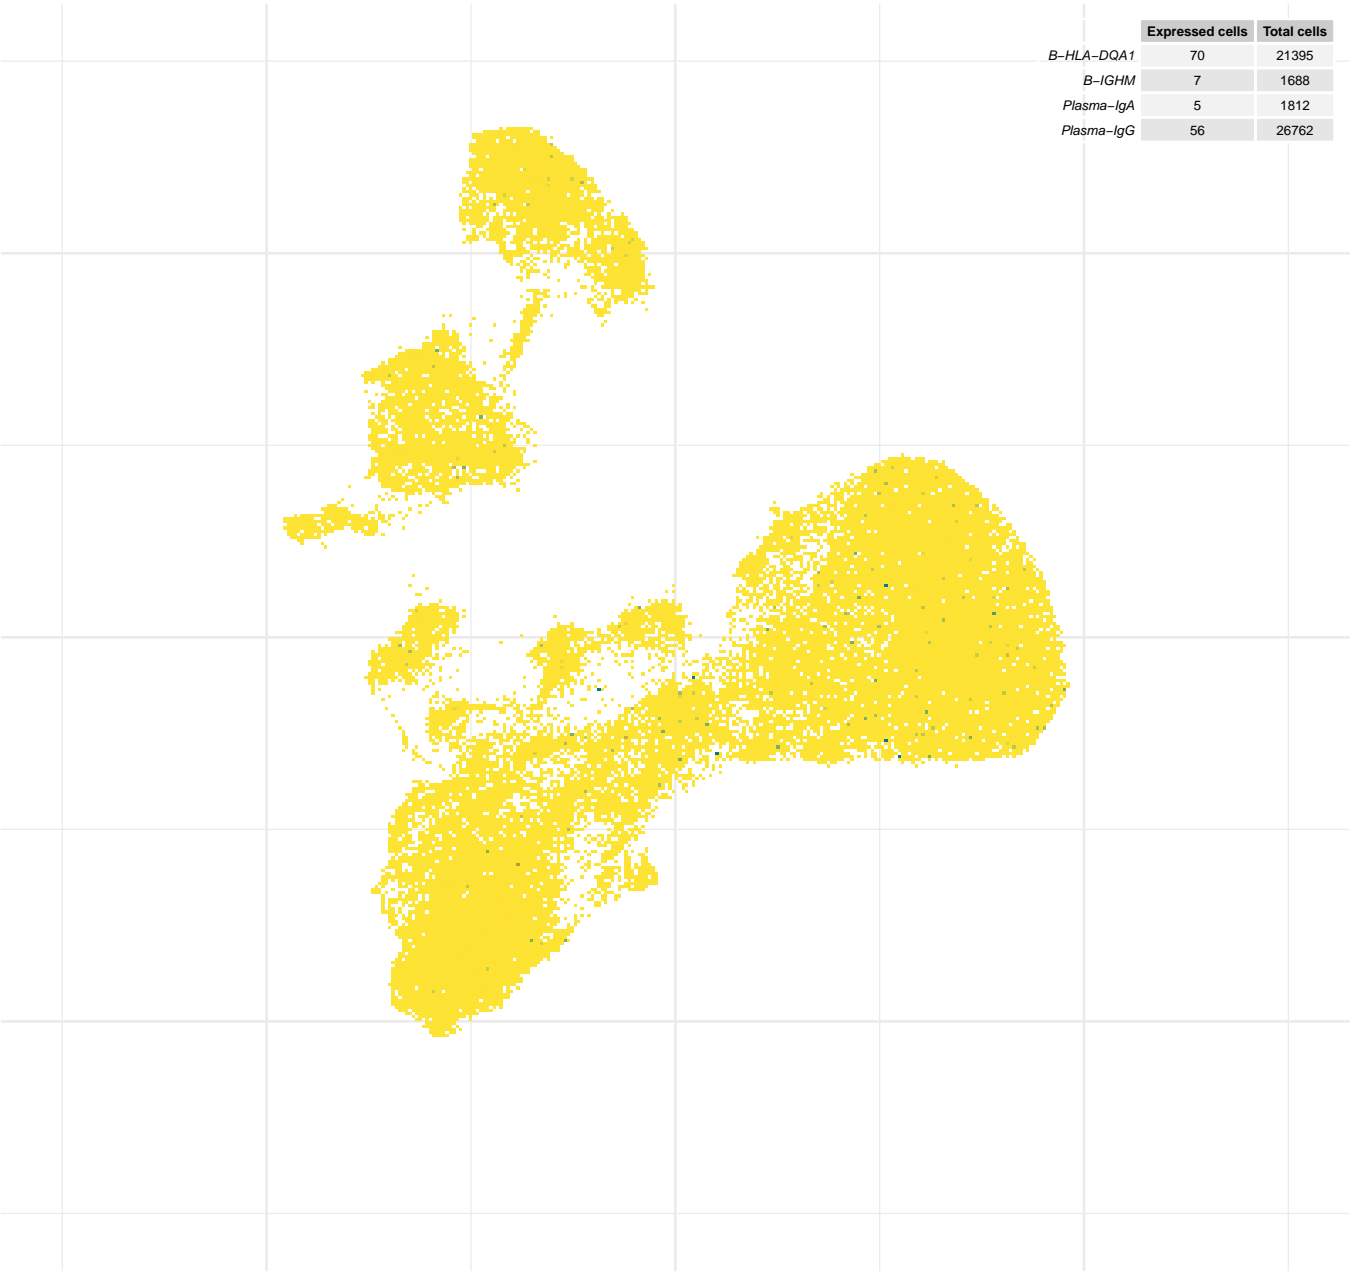 Expressed cells Total cells
B−HLA−DQA1 70 21395
B−IGHM 7 1688
Plasma−IgA 5 1812
Plasma−IgG 56 26762